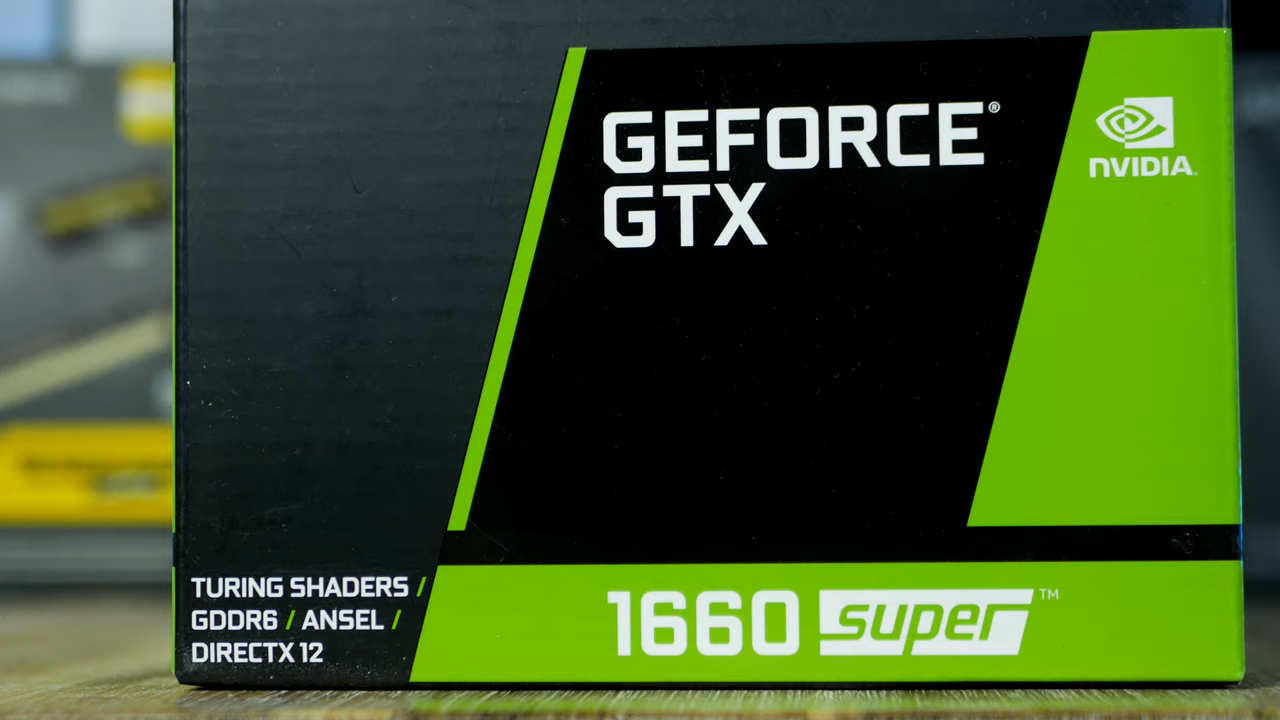 GEFORCE®
GTX
NVIDIA.
TURING SHADERS /
GDDR6 / ANSEL /
DIRECTX 12
1660 SUPER™